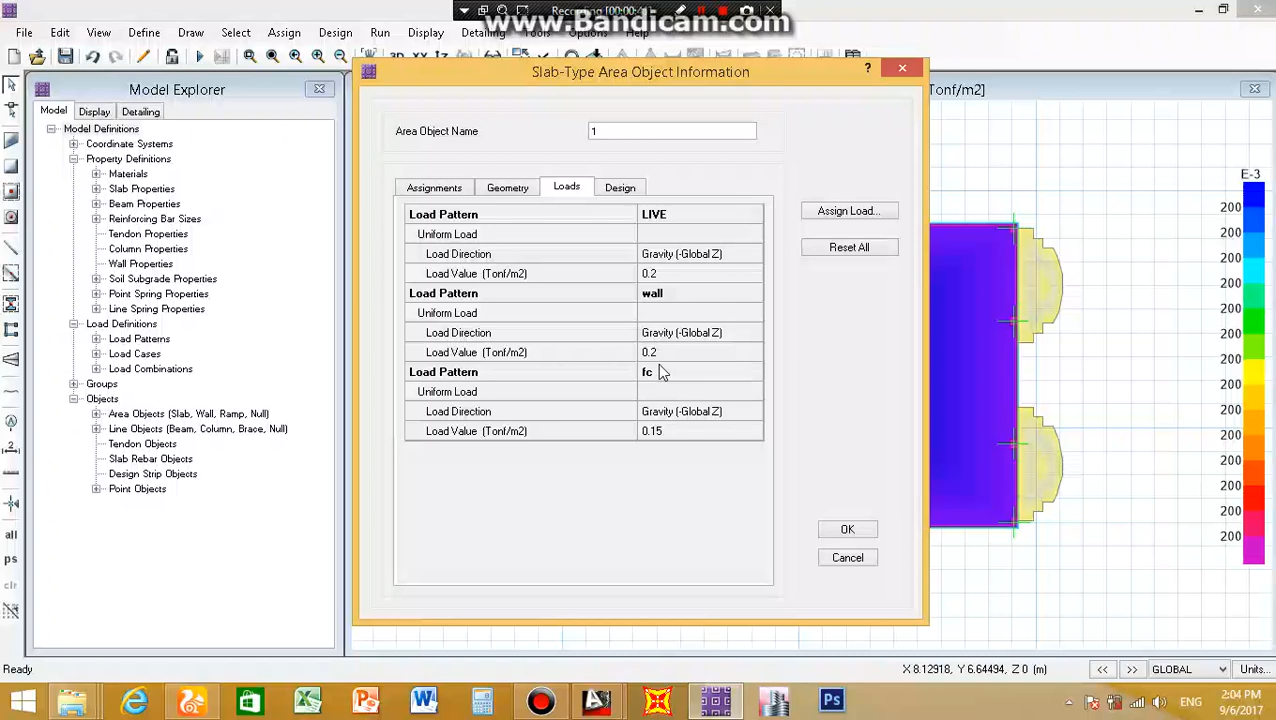 Recording [00:00:4
www.Bandicam.com
File Edit View Define Draw Select Assign Design Run Display Detailing Tools Options Help
Model Explorer
Model Display Detailing
Model Definitions
Coordinate Systems
Property Definitions
Materials
Slab Properties
Beam Properties
Reinforcing Bar Sizes
Tendon Properties
Column Properties
Wall Properties
Soil Subgrade Properties
Point Spring Properties
Line Spring Properties
Load Definitions
Load Patterns
Load Cases
Load Combinations
Groups
Objects
Area Objects (Slab, Wall, Ramp, Null)
Line Objects (Beam, Column, Brace, Null)
Tendon Objects
Slab Rebar Objects
Design Strip Objects
Point Objects
all
ps
clr
Slab-Type Area Object Information
?
Area Object Name 1
Assignments Geometry Loads Design
Load Pattern LIVE
Uniform Load
Load Direction Gravity (-Global Z)
Load Value (Tonf/m2) 0.2
Load Pattern wall
Uniform Load
Load Direction Gravity (-Global Z)
Load Value (Tonf/m2) 0.2
Load Pattern fc
Uniform Load
Load Direction Gravity (-Global Z)
Load Value (Tonf/m2) 0.15
Assign Load...
Reset All
OK
Cancel
Tonf/m2]
E-3
200
200
200
200
200
200
200
200
200
200
200
200
200
Ready
X 8.12918, Y 6.64494, Z 0 (m)
<< >> GLOBAL Units...
ENG
2:04 PM
9/6/2017